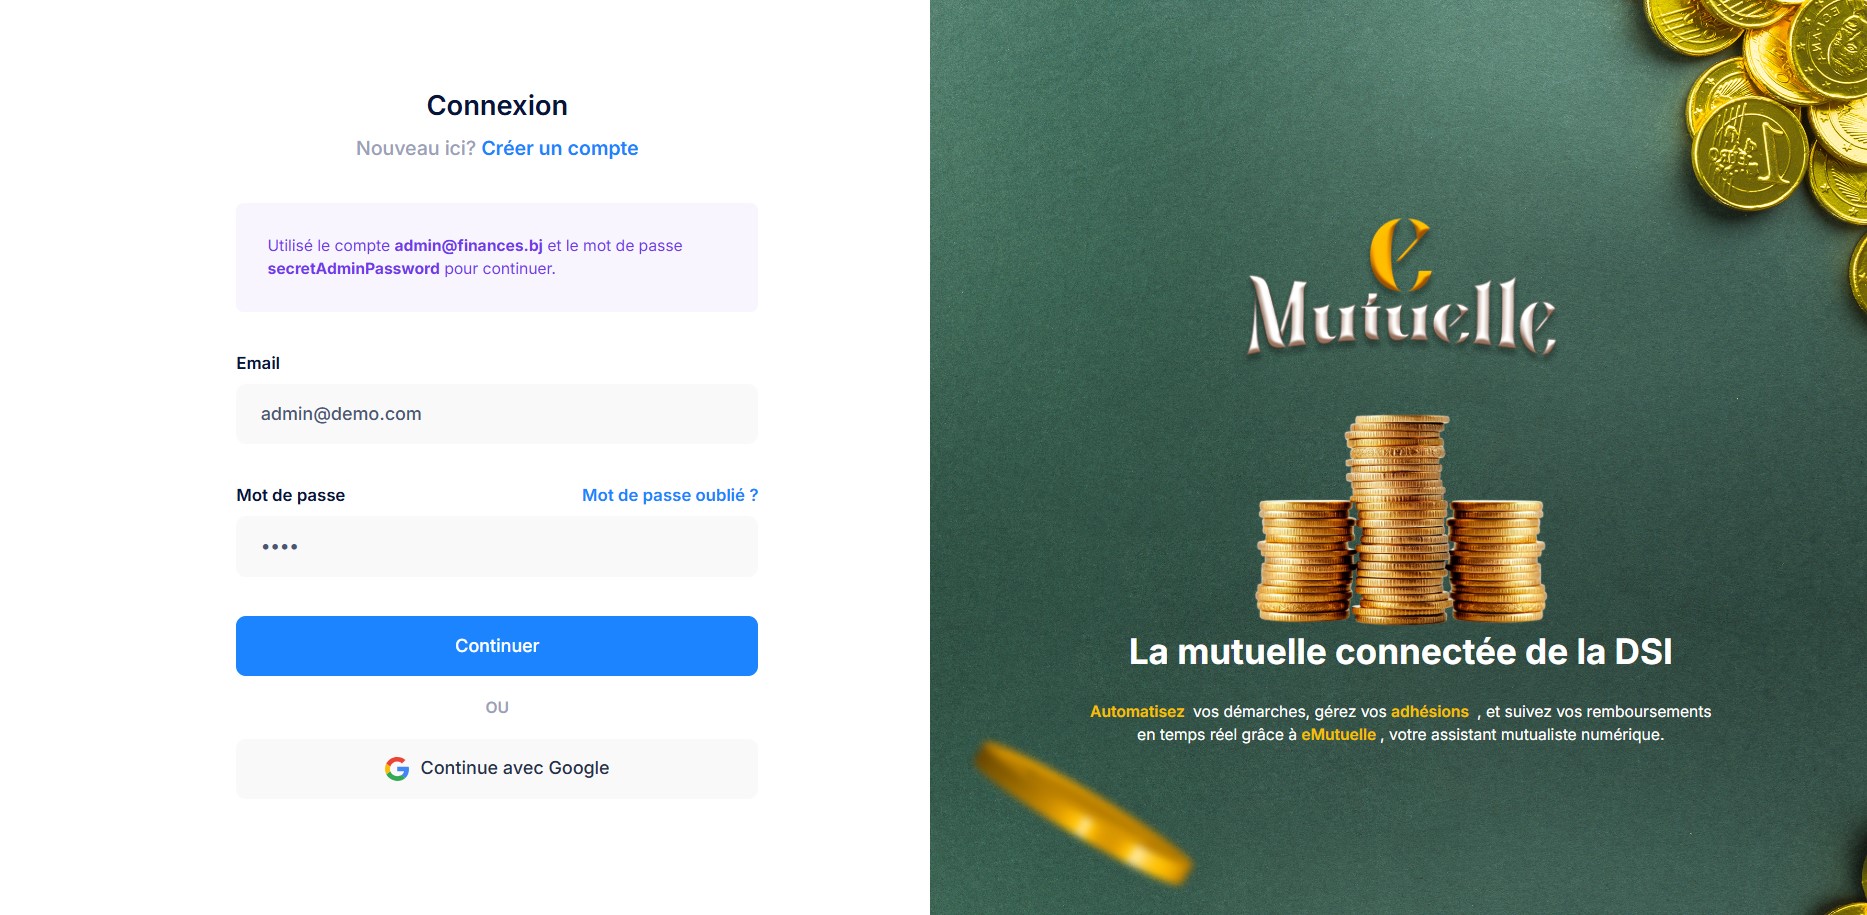 Connexion
Nouveau ici? Créer un compte
Utilisé le compte admin@finances.bj et le mot de passe
secretAdminPassword pour continuer.
Email
admin@demo.com
Mot de passe
Mot de passe oublié ?
••••
Continuer
OU
Continue avec Google
e
Mutuelle
La mutuelle connectée de la DSI
Automatisez vos démarches, gérez vos adhésions , et suivez vos remboursements
en temps réel grâce à eMutuelle , votre assistant mutualiste numérique.